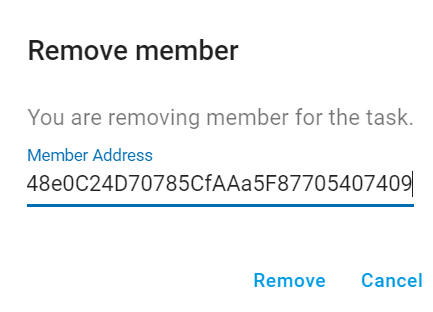 Remove member
You are removing member for the task.
Member Address
48e0C24D70785CfAAa5F87705407409
Remove Cancel